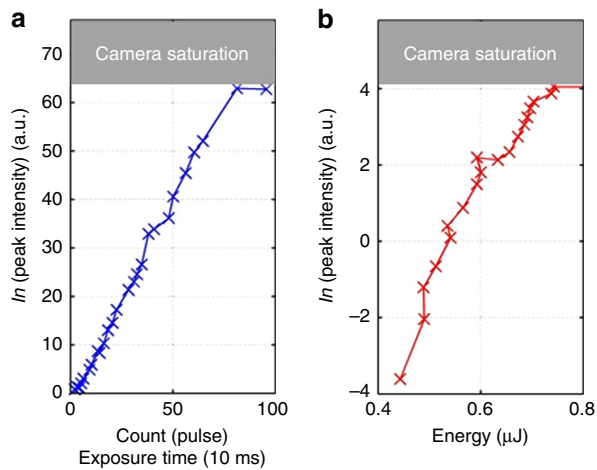 a
Camera saturation
ln (peak intensity) (a.u.)
70
60
50
40
30
20
10
0
0 50 100
Count (pulse)
Exposure time (10 ms)
b
Camera saturation
ln (peak intensity) (a.u.)
4
2
0
−2
−4
0.4 0.6 0.8
Energy (μJ)